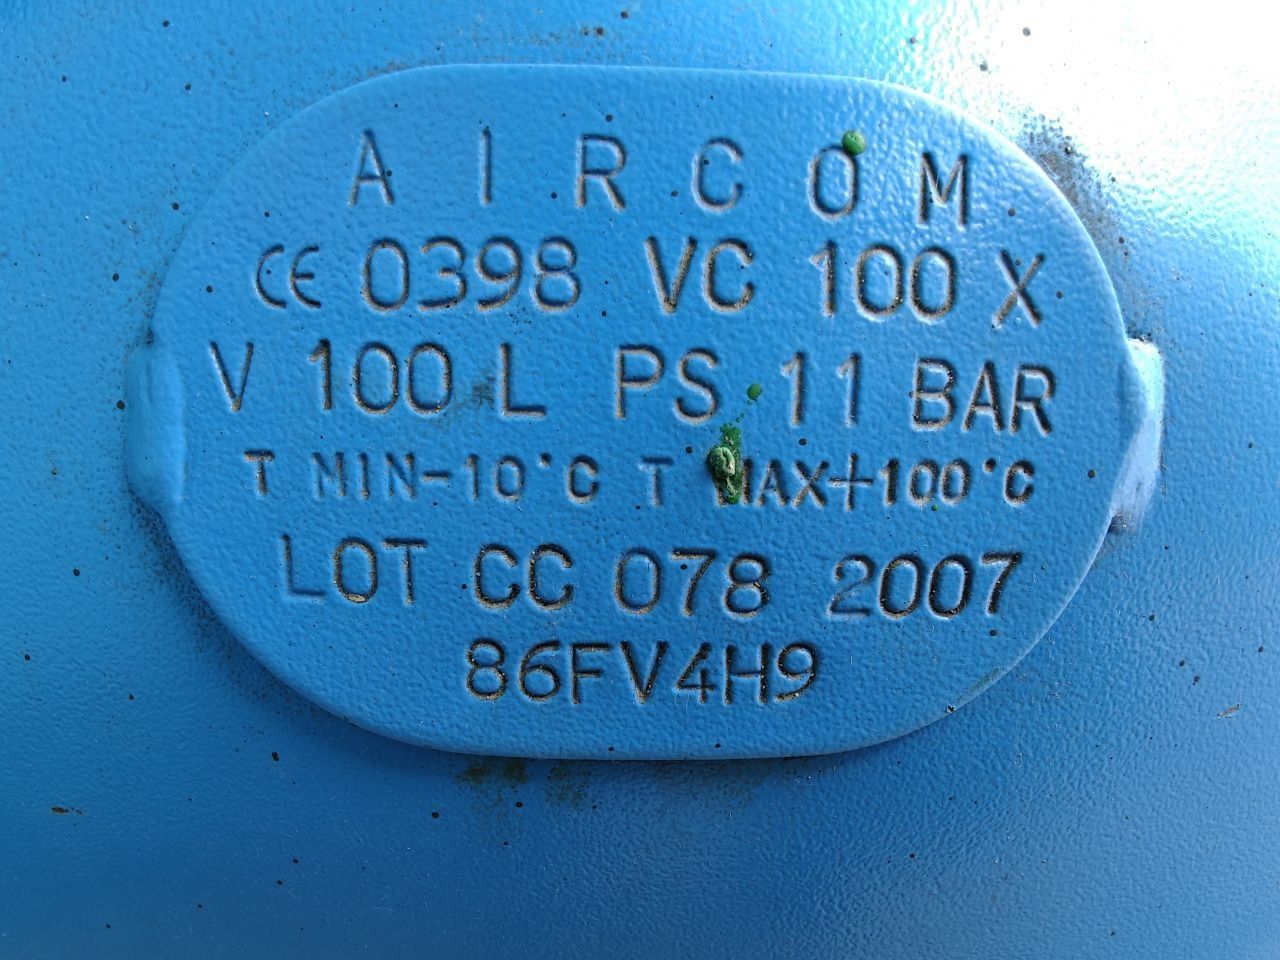 AIRCOM
CE 0398 VC 100 X
V 100 L PS 11 BAR
T MIN-10°C T MAX+100°C
LOT CC 078 2007
86FV4H9